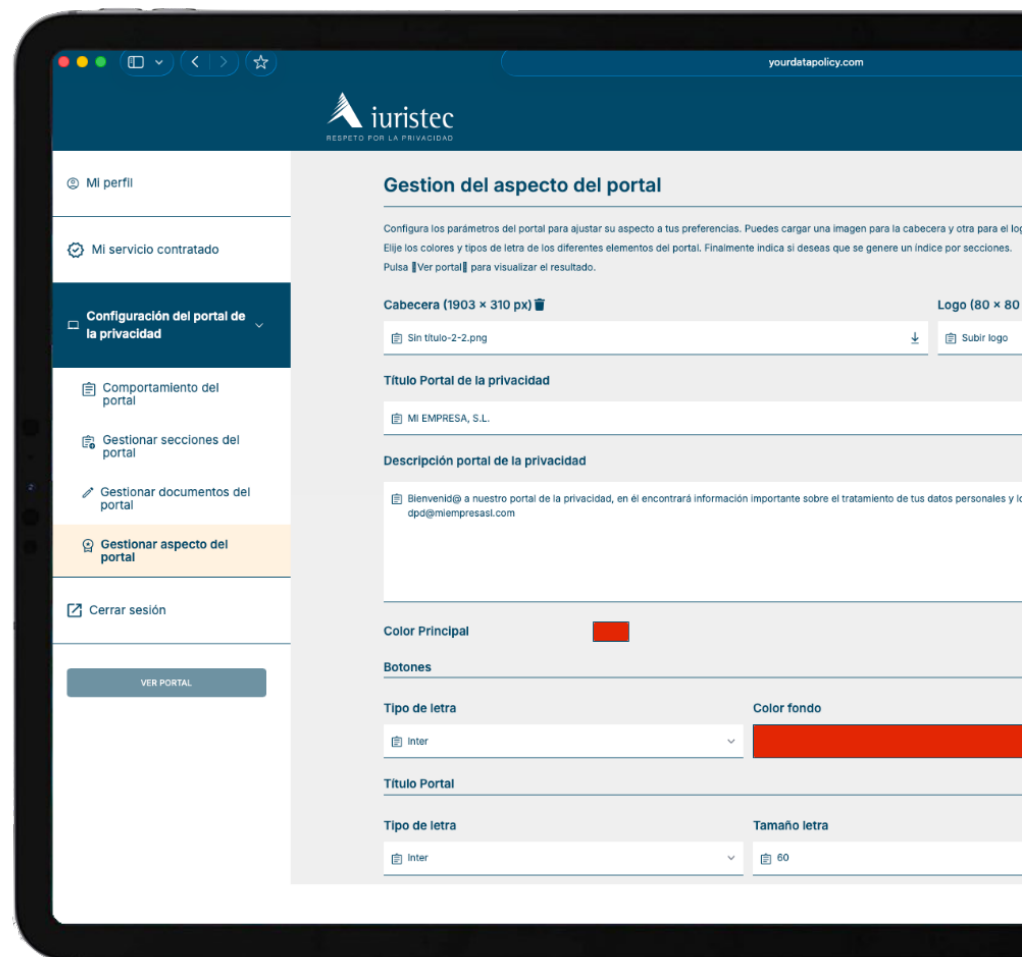 yourdatapolicy.com
iuristec
RESPETO POR LA PRIVACIDAD
Mi perfil
Mi servicio contratado
Configuración del portal de
la privacidad
Comportamiento del
portal
Gestionar secciones del
portal
Gestionar documentos del
portal
Gestionar aspecto del
portal
Cerrar sesión
VER PORTAL
Gestion del aspecto del portal
Configura los parámetros del portal para ajustar su aspecto a tus preferencias. Puedes cargar una imagen para la cabecera y otra para el log
Elije los colores y tipos de letra de los diferentes elementos del portal. Finalmente indica si deseas que se genere un índice por secciones.
Pulsa Ver portal para visualizar el resultado.
Cabecera (1903 × 310 px)
Logo (80 × 80
Sin título-2-2.png
Subir logo
Título Portal de la privacidad
MI EMPRESA, S.L.
Descripción portal de la privacidad
Bienvenid@ a nuestro portal de la privacidad, en él encontrará información importante sobre el tratamiento de tus datos personales y lo
dpd@miempresasl.com
Color Principal
Botones
Tipo de letra
Color fondo
Inter
Título Portal
Tipo de letra
Tamaño letra
Inter
60